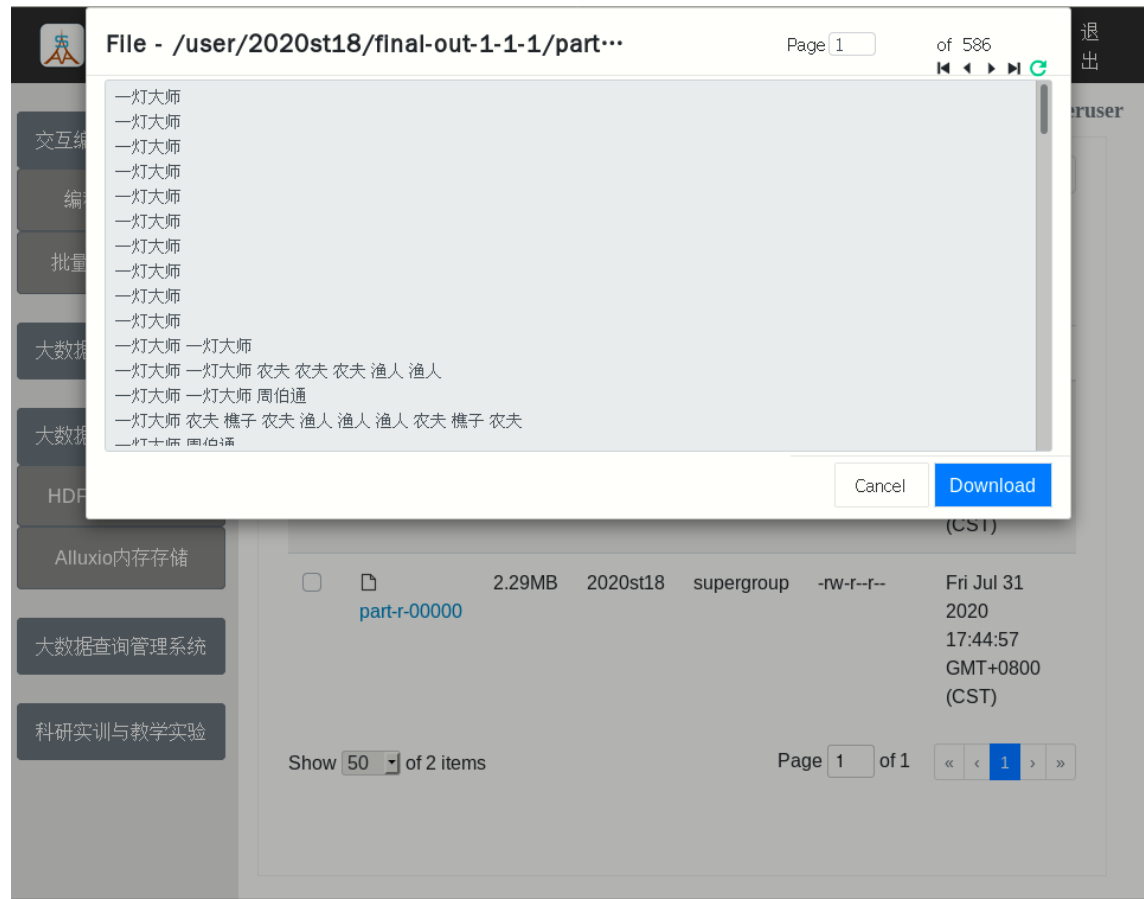 File - /user/2020st18/final-out-1-1-1/part…
Page 1 of 586
退出
一灯大师
一灯大师
一灯大师
一灯大师
一灯大师
一灯大师
一灯大师
一灯大师
一灯大师
一灯大师
一灯大师 一灯大师
一灯大师 一灯大师 农夫 农夫 农夫 渔人 渔人
一灯大师 一灯大师 周伯通
一灯大师 农夫 樵子 农夫 渔人 渔人 渔人 农夫 樵子 农夫
一灯大师 周伯通
Cancel Download
eruser
交互编
编
批量
大数据
大数据
HDF
Alluxio内存存储
大数据查询管理系统
科研实训与教学实验
(CST)
part-r-00000 2.29MB 2020st18 supergroup -rw-r--r-- Fri Jul 31
2020
17:44:57
GMT+0800
(CST)
Show 50 of 2 items
Page 1 of 1 « ‹ 1 › »